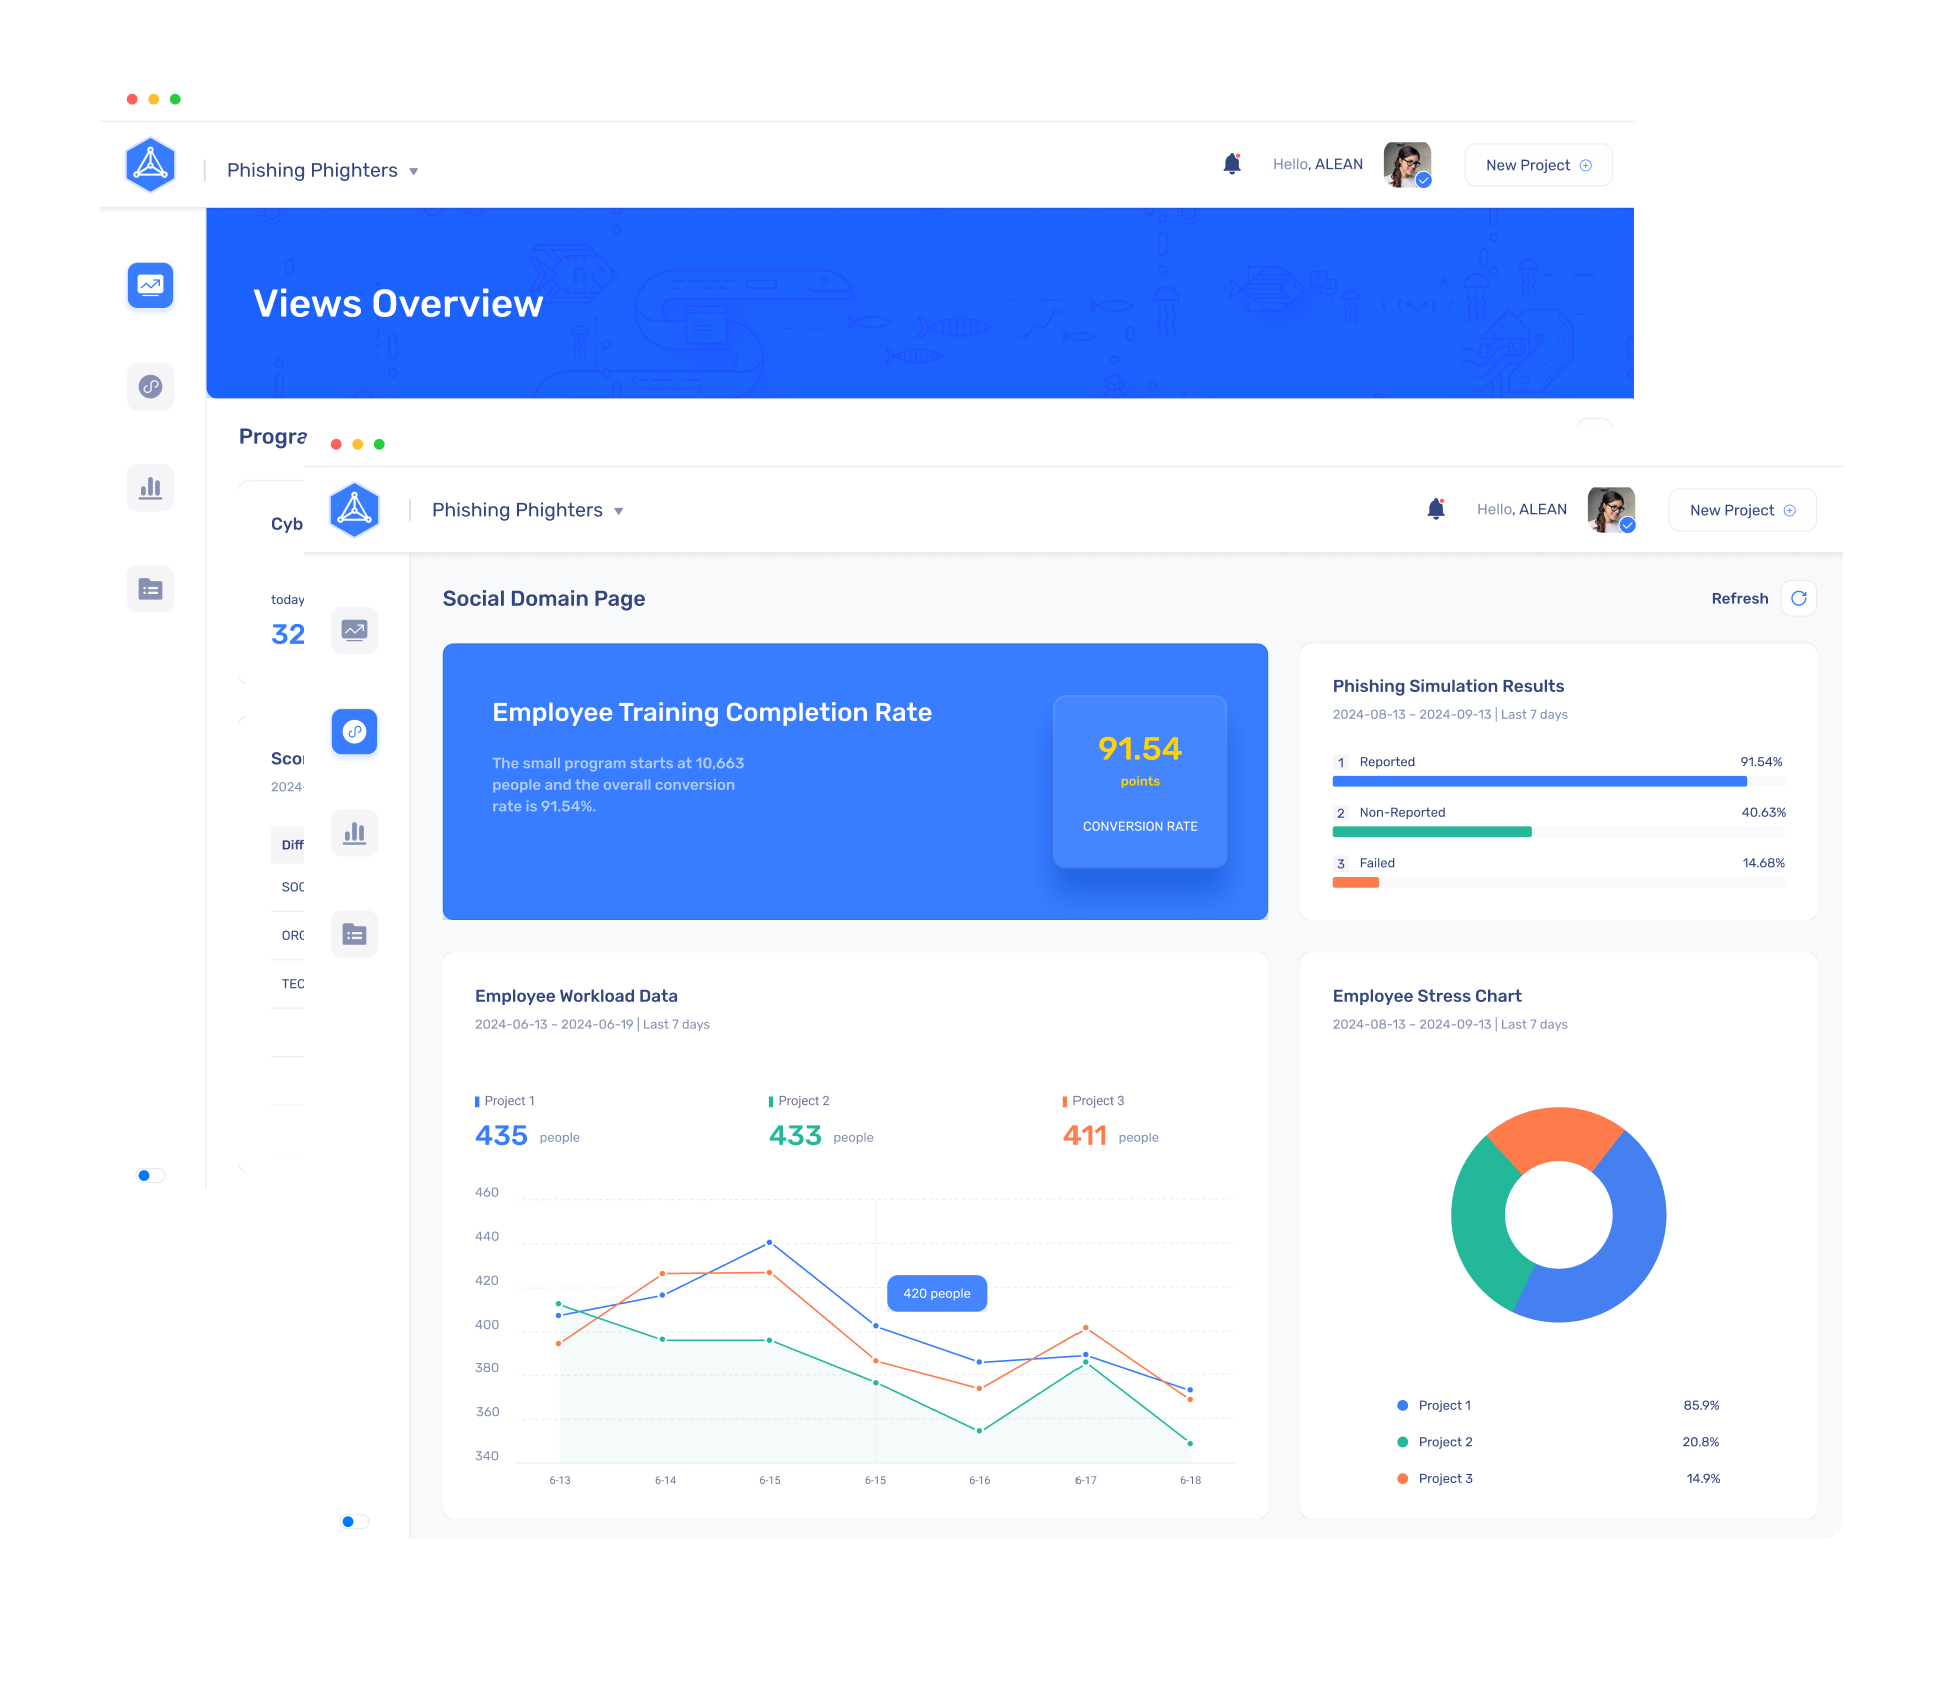 Phishing Phighters
Hello, ALEAN
New Project
Views Overview
today
32
2024-
Phishing Phighters
Hello, ALEAN
New Project
Social Domain Page
Refresh
Employee Training Completion Rate
The small program starts at 10,663
people and the overall conversion
rate is 91.54%.
91.54
points
CONVERSION RATE
Phishing Simulation Results
2024-08-13 ~ 2024-09-13 | Last 7 days
1 Reported 91.54%
2 Non-Reported 40.63%
3 Failed 14.68%
Employee Workload Data
2024-06-13 ~ 2024-06-19 | Last 7 days
Project 1
435 people
Project 2
433 people
Project 3
411 people
460
440
420
400
380
360
340
420 people
6-13 6-14 6-15 6-15 6-16 6-17 6-18
Employee Stress Chart
2024-08-13 ~ 2024-09-13 | Last 7 days
Project 1 85.9%
Project 2 20.8%
Project 3 14.9%